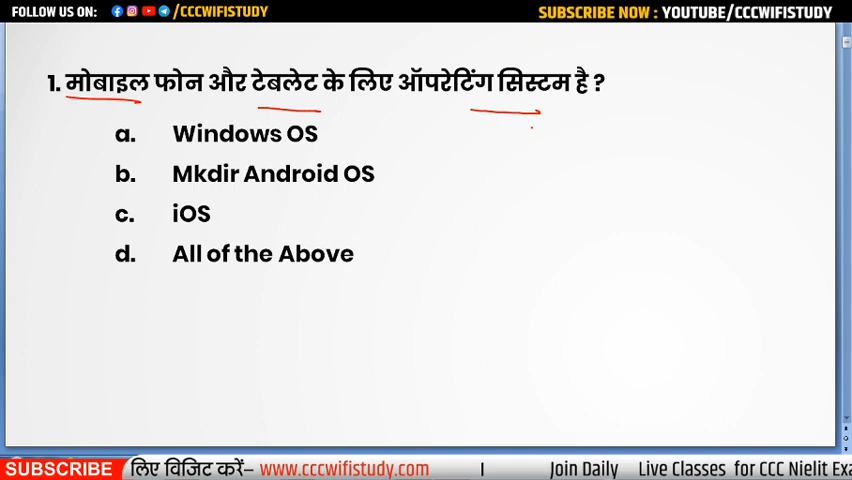 FOLLOW US ON: /CCCWIFISTUDY
SUBSCRIBE NOW : YOUTUBE/CCCWIFISTUDY
1. मोबाइल फोन और टेबलेट के लिए ऑपरेटिंग सिस्टम है ?
a. Windows OS
b. Mkdir Android OS
c. iOS
d. All of the Above
SUBSCRIBE लिए विजिट करें– www.cccwifistudy.com I Join Daily Live Classes for CCC Nielit Exa